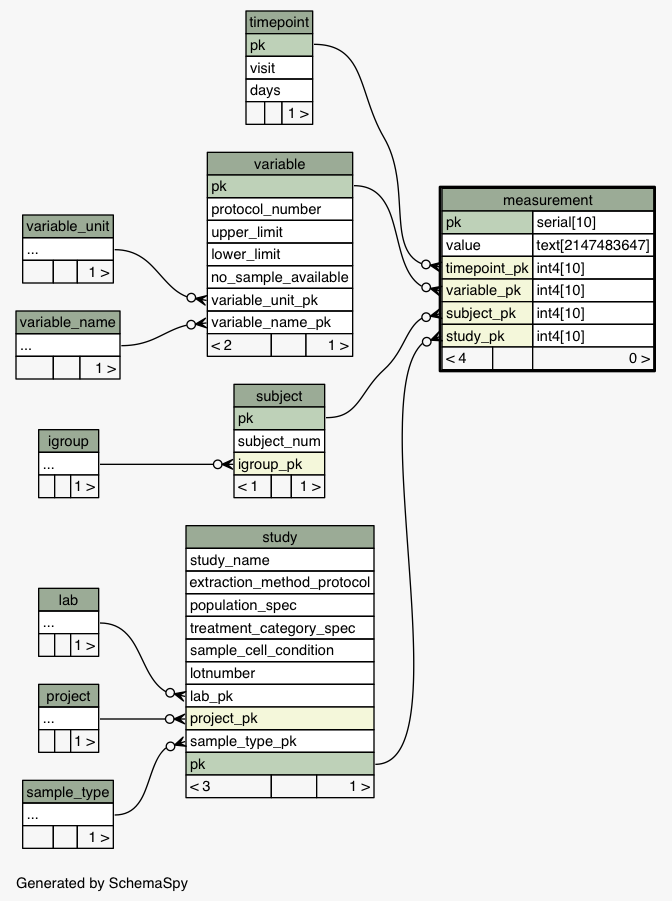 timepoint
pk
visit
days
1 >
variable
pk
protocol_number
upper_limit
lower_limit
no_sample_available
variable_unit_pk
variable_name_pk
< 2 1 >
variable_unit
...
1 >
variable_name
...
1 >
measurement
pk serial[10]
value text[2147483647]
timepoint_pk int4[10]
variable_pk int4[10]
subject_pk int4[10]
study_pk int4[10]
< 4 0 >
subject
pk
subject_num
igroup_pk
< 1 1 >
igroup
...
1 >
study
study_name
extraction_method_protocol
population_spec
treatment_category_spec
sample_cell_condition
lotnumber
lab_pk
project_pk
sample_type_pk
pk
< 3 1 >
lab
...
1 >
project
...
1 >
sample_type
...
1 >
Generated by SchemaSpy